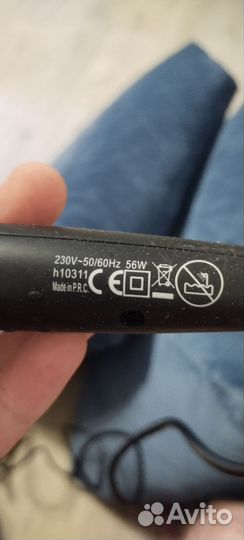 230V~50/60Hz 56W
h10311 CE
Made in P.R.C.
Avito